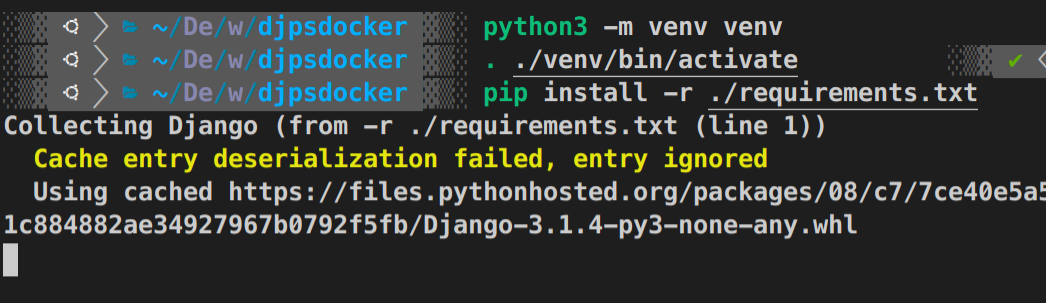 ~/De/w/djpsdocker python3 -m venv venv
~/De/w/djpsdocker . ./venv/bin/activate
~/De/w/djpsdocker pip install -r ./requirements.txt
Collecting Django (from -r ./requirements.txt (line 1))
Cache entry deserialization failed, entry ignored
Using cached https://files.pythonhosted.org/packages/08/c7/7ce40e5a5
1c884882ae34927967b0792f5fb/Django-3.1.4-py3-none-any.whl